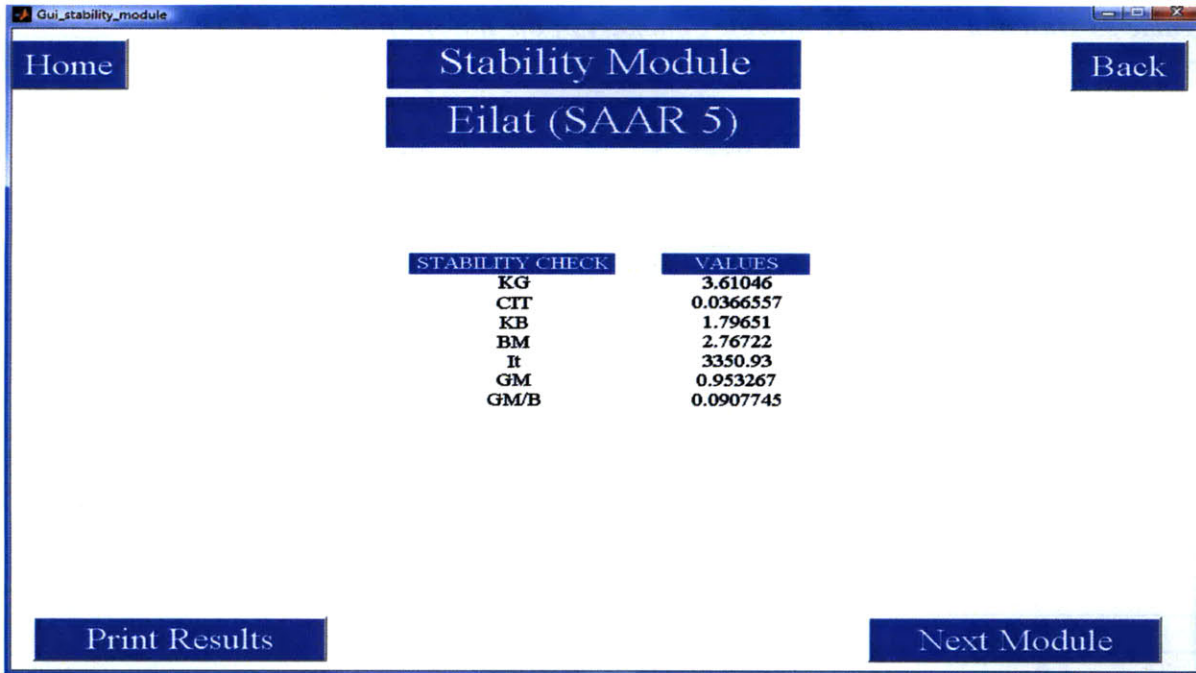 Gui_stability_module
Home Stability Module Back
Eilat (SAAR 5)
STABILITY CHECK VALUES
KG 3.61046
CIT 0.0366557
KB 1.79651
BM 2.76722
It 3350.93
GM 0.953267
GM/B 0.0907745
Print Results Next Module